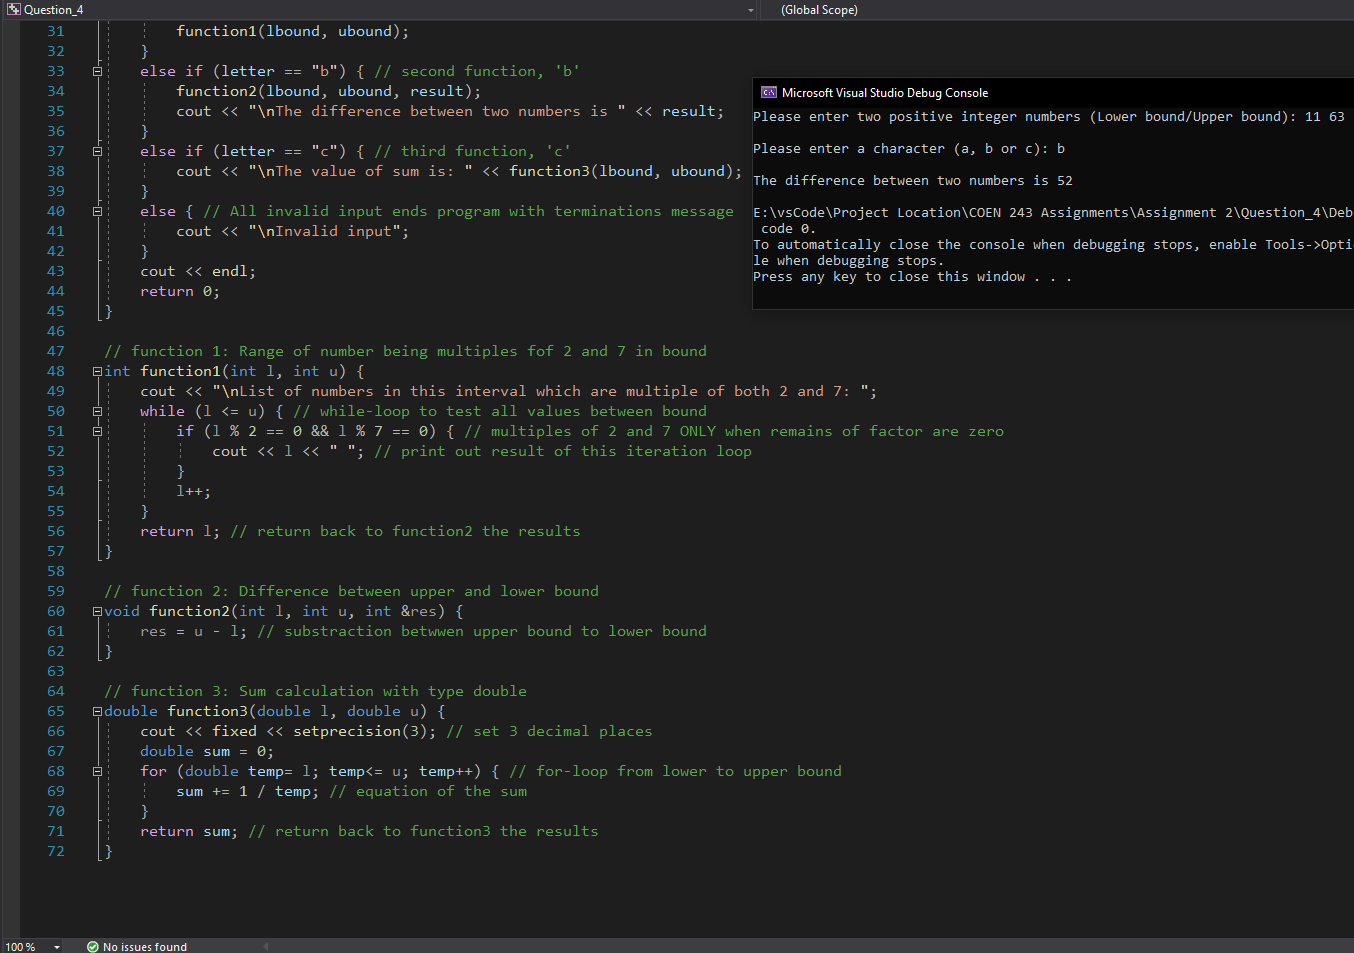 Question_4
(Global Scope)
31 function1(lbound, ubound);
32 }
33 else if (letter == "b") { // second function, 'b'
34 function2(lbound, ubound, result);
35 cout << "\nThe difference between two numbers is " << result;
36 }
37 else if (letter == "c") { // third function, 'c'
38 cout << "\nThe value of sum is: " << function3(lbound, ubound);
39 }
40 else { // All invalid input ends program with terminations message
41 cout << "\nInvalid input";
42 }
43 cout << endl;
44 return 0;
45 }
46
47 // function 1: Range of number being multiples fof 2 and 7 in bound
48 int function1(int l, int u) {
49 cout << "\nList of numbers in this interval which are multiple of both 2 and 7: ";
50 while (l <= u) { // while-loop to test all values between bound
51 if (l % 2 == 0 && l % 7 == 0) { // multiples of 2 and 7 ONLY when remains of factor are zero
52 cout << l << " "; // print out result of this iteration loop
53 }
54 l++;
55 }
56 return l; // return back to function2 the results
57 }
58
59 // function 2: Difference between upper and lower bound
60 void function2(int l, int u, int &res) {
61 res = u - l; // substraction betwwen upper bound to lower bound
62 }
63
64 // function 3: Sum calculation with type double
65 double function3(double l, double u) {
66 cout << fixed << setprecision(3); // set 3 decimal places
67 double sum = 0;
68 for (double temp= l; temp<= u; temp++) { // for-loop from lower to upper bound
69 sum += 1 / temp; // equation of the sum
70 }
71 return sum; // return back to function3 the results
72 }
Microsoft Visual Studio Debug Console
Please enter two positive integer numbers (Lower bound/Upper bound): 11 63
Please enter a character (a, b or c): b
The difference between two numbers is 52
E:\vsCode\Project Location\COEN 243 Assignments\Assignment 2\Question_4\Deb
code 0.
To automatically close the console when debugging stops, enable Tools->Opti
le when debugging stops.
Press any key to close this window . . .
100 %
No issues found